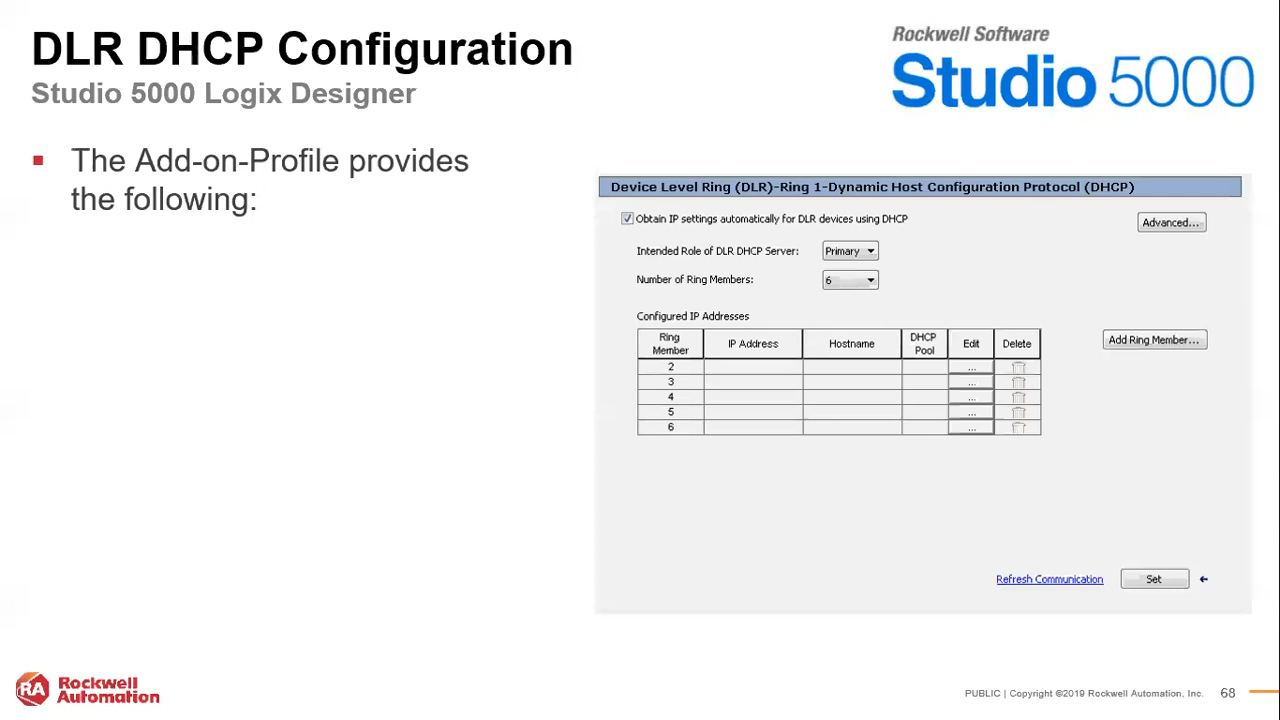 DLR DHCP Configuration
Studio 5000 Logix Designer
Rockwell Software
Studio 5000
▪ The Add-on-Profile provides
the following:
Device Level Ring (DLR)-Ring 1-Dynamic Host Configuration Protocol (DHCP)
Obtain IP settings automatically for DLR devices using DHCP
Advanced...
Intended Role of DLR DHCP Server: Primary
Number of Ring Members: 6
Configured IP Addresses
Ring Member IP Address Hostname DHCP Pool Edit Delete
Add Ring Member...
2 ...
3 ...
4 ...
5 ...
6 ...
Refresh Communication Set
RA Rockwell
Automation
PUBLIC | Copyright ©2019 Rockwell Automation, Inc. 68